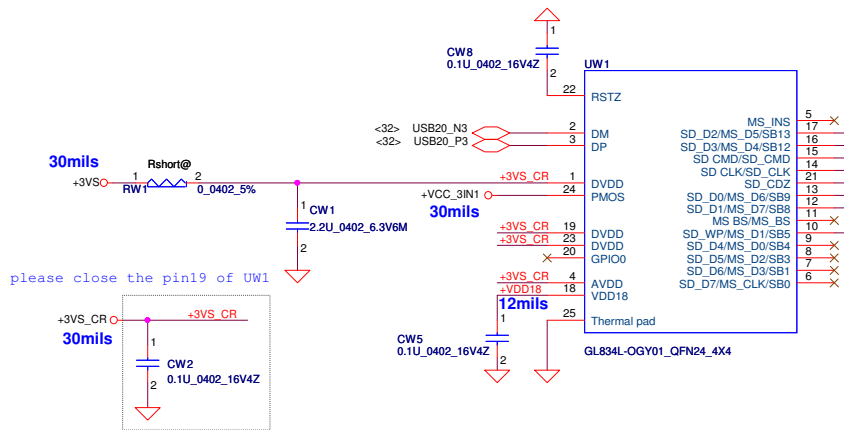 1
CW8
0.1U_0402_16V4Z
2
UW1
22
RSTZ
<32> USB20_N3 2 DM
<32> USB20_P3 3 DP
30mils
+3VS 1 Rshort@ 2
RW1 0_0402_5%
+3VS_CR 1 DVDD
+VCC_3IN1 24 PMOS
30mils
1
CW1
2.2U_0402_6.3V6M
2
+3VS_CR 19 DVDD
+3VS_CR 23 DVDD
20 GPIO0
+3VS_CR 4 AVDD
+VDD18 18 VDD18
12mils
1
CW5
0.1U_0402_16V4Z
2
25 Thermal pad
MS_INS 5
SD_D2/MS_D5/SB13 17
SD_D3/MS_D4/SB12 16
SD CMD/SD_CMD 15
SD CLK/SD_CLK 14
SD_CDZ 21
SD_D0/MS_D6/SB9 13
SD_D1/MS_D7/SB8 12
MS BS/MS_BS 11
SD_WP/MS_D1/SB5 10
SD_D4/MS_D0/SB4 9
SD_D5/MS_D2/SB3 8
SD_D6/MS_D3/SB1 7
SD_D7/MS_CLK/SB0 6
GL834L-OGY01_QFN24_4X4
please close the pin19 of UW1
+3VS_CR +3VS_CR
30mils
1
CW2
0.1U_0402_16V4Z
2